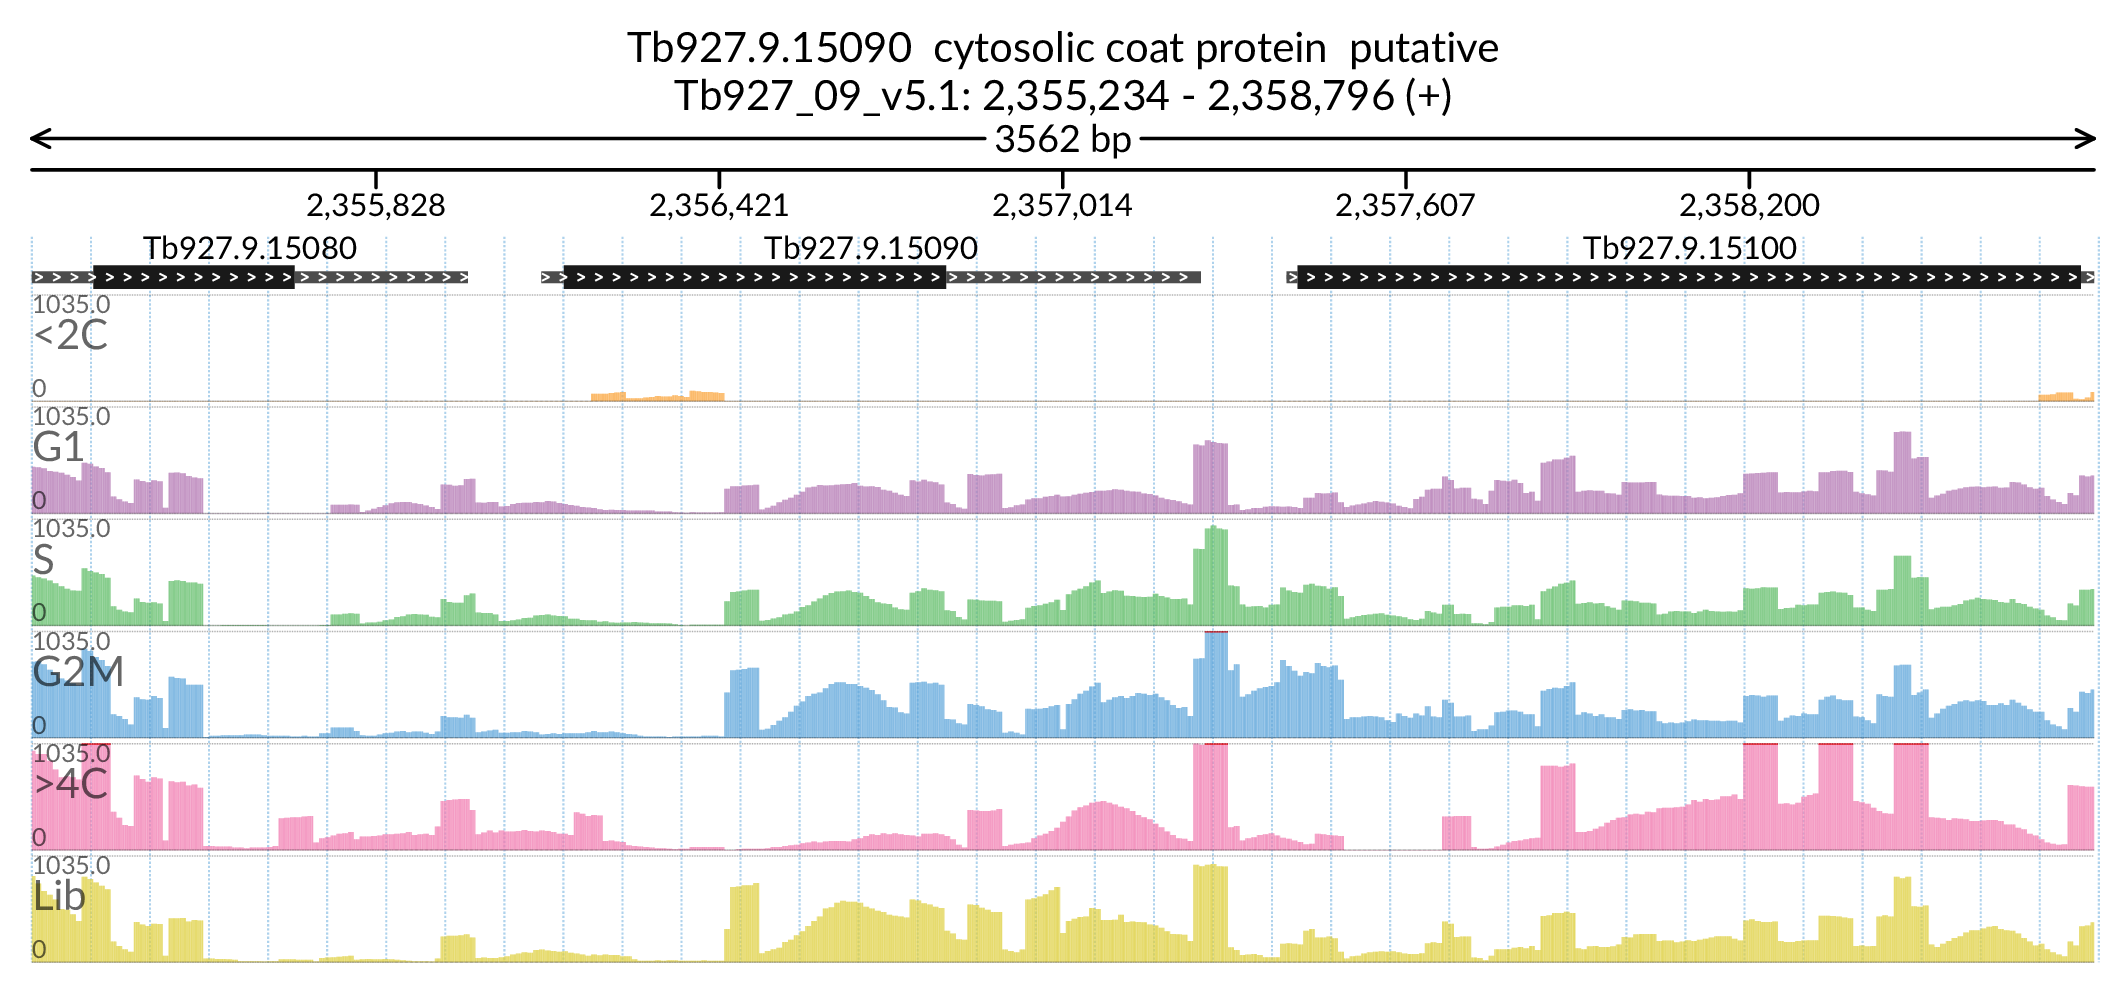 Tb927.9.15090  cytosolic coat protein  putative
Tb927_09_v5.1: 2,355,234 - 2,358,796 (+)
3562 bp
2,355,828 2,356,421 2,357,014 2,357,607 2,358,200
Tb927.9.15080 Tb927.9.15090 Tb927.9.15100
1035.0
<2C
0
1035.0
G1
0
1035.0
S
0
1035.0
G2M
0
1035.0
>4C
0
1035.0
Lib
0